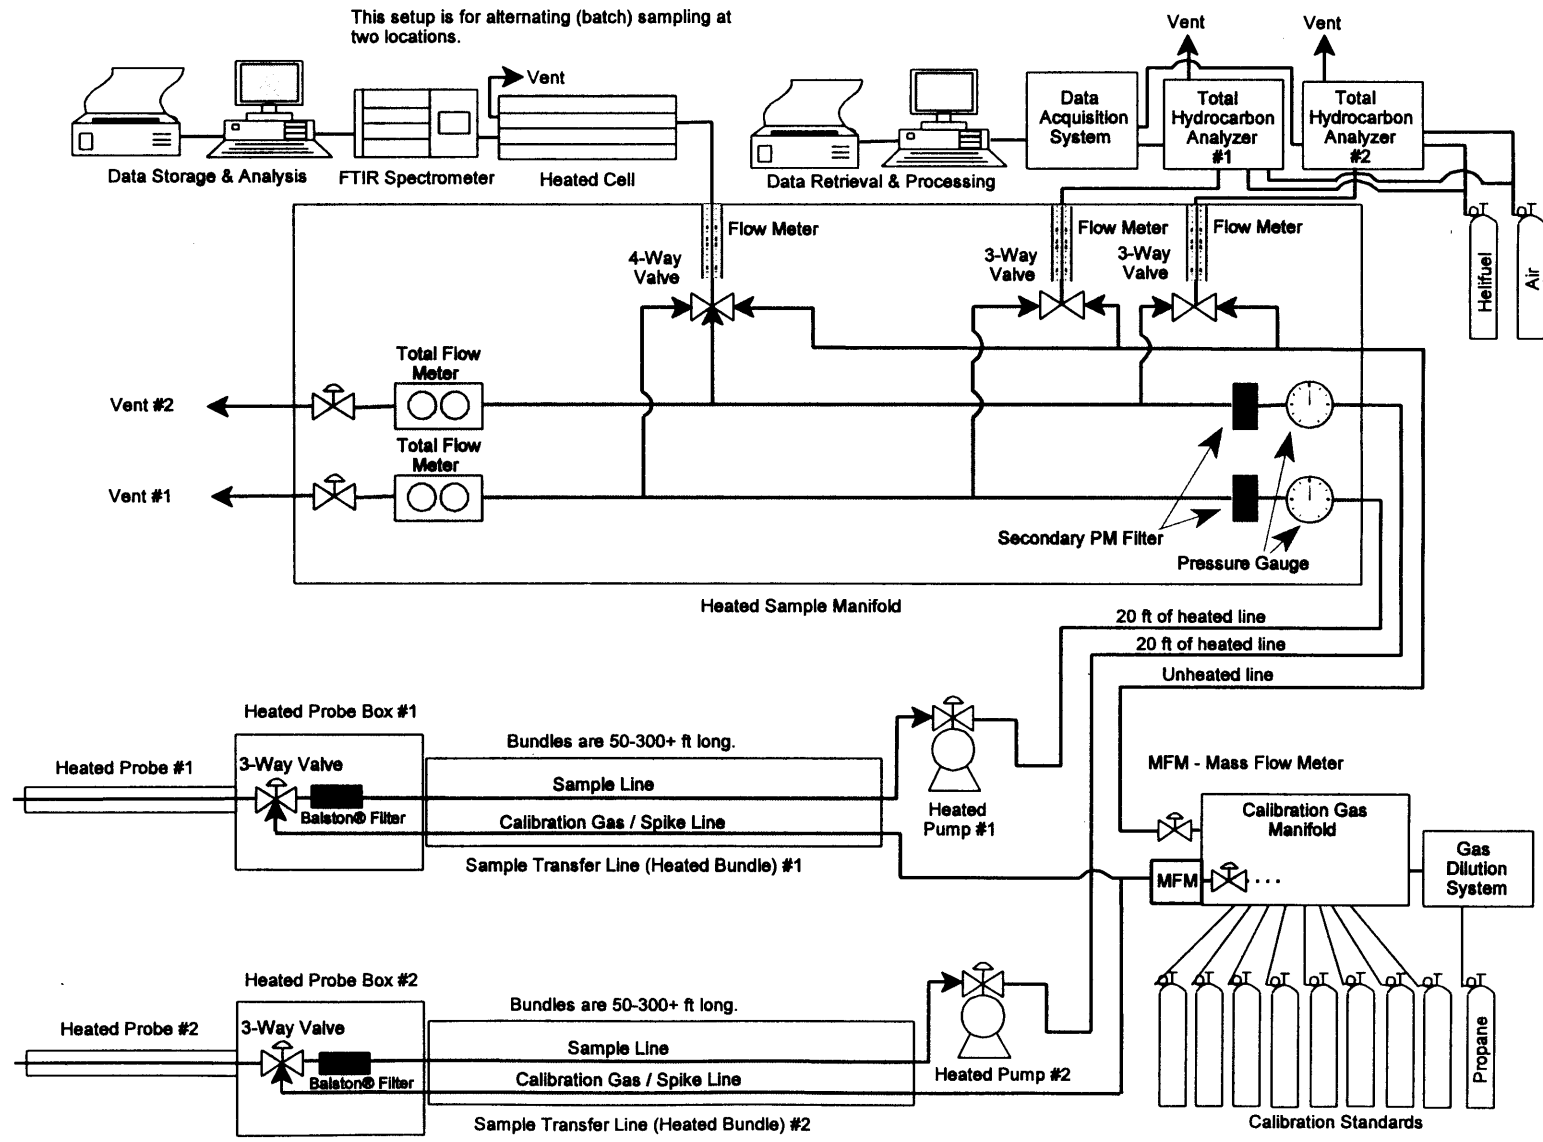 This setup is for alternating (batch) sampling at
two locations.
Vent
Vent
Vent
Data
Acquisition
System
Total
Hydrocarbon
Analyzer
#1
Total
Hydrocarbon
Analyzer
#2
Data Storage & Analysis
FTIR Spectrometer
Heated Cell
Data Retrieval & Processing
Flow Meter
Flow Meter
Flow Meter
4-Way
Valve
3-Way
Valve
3-Way
Valve
Helifuel
Air
Total Flow
Meter
Vent #2
Total Flow
Meter
Vent #1
Secondary PM Filter
Pressure Gauge
Heated Sample Manifold
20 ft of heated line
20 ft of heated line
Unheated line
Heated Probe Box #1
Bundles are 50-300+ ft long.
Heated Probe #1
3-Way Valve
Sample Line
Balston® Filter
Calibration Gas / Spike Line
Sample Transfer Line (Heated Bundle) #1
Heated
Pump #1
MFM - Mass Flow Meter
Calibration Gas
Manifold
MFM
Gas
Dilution
System
Heated Probe Box #2
Bundles are 50-300+ ft long.
Heated Probe #2
3-Way Valve
Sample Line
Balston® Filter
Calibration Gas / Spike Line
Sample Transfer Line (Heated Bundle) #2
Heated Pump #2
Propane
Calibration Standards